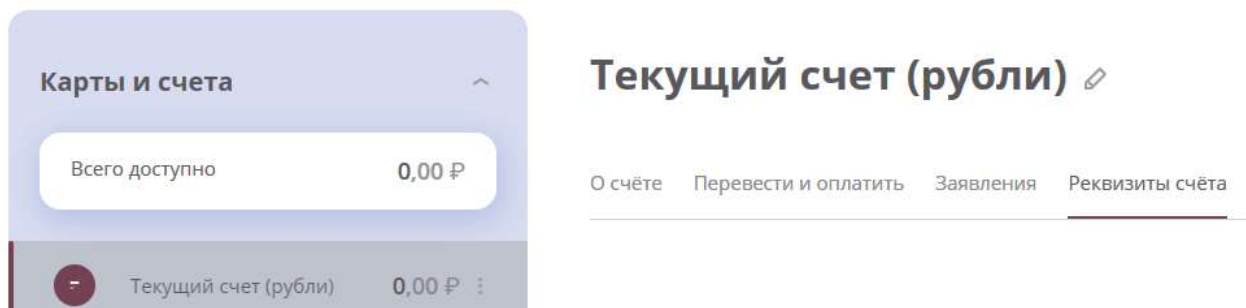 Карты и счета
Всего доступно 0,00 ₽
Текущий счет (рубли) 0,00 ₽
Текущий счет (рубли)
О счёте Перевести и оплатить Заявления Реквизиты счёта